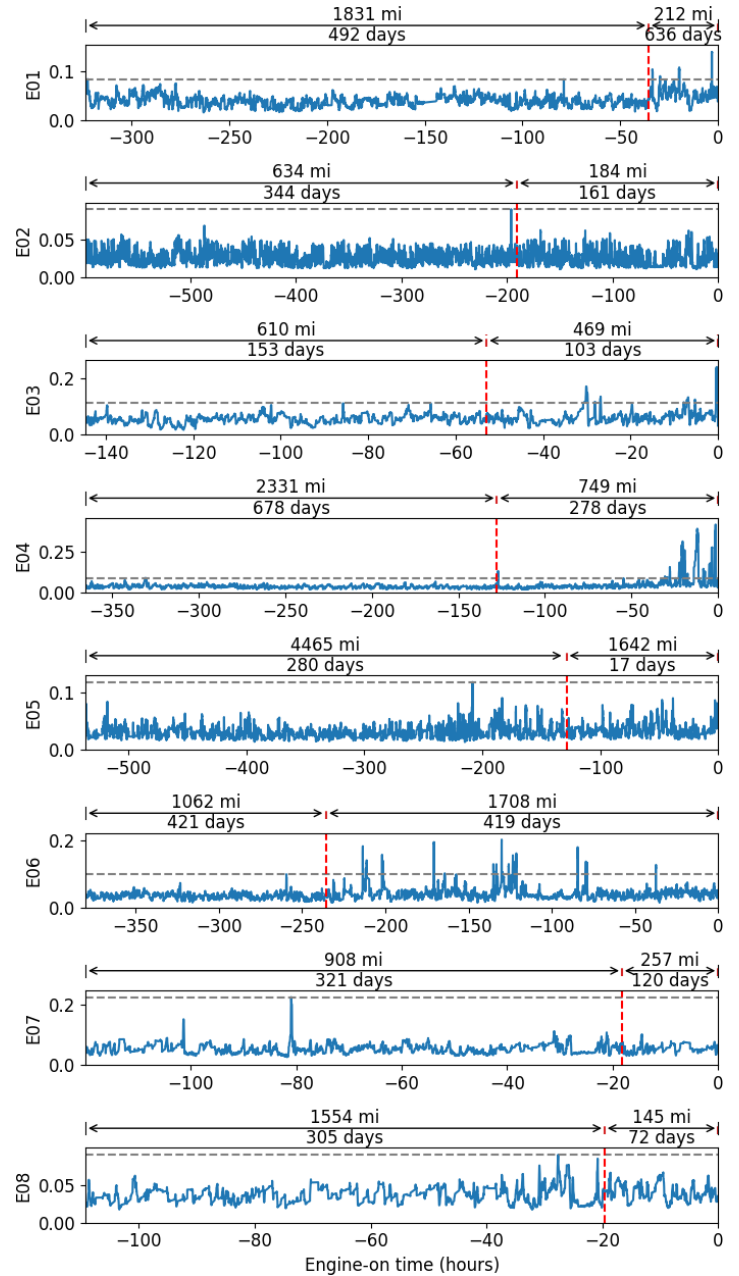 1831 mi 212 mi
492 days 636 days
E01
0.1
0.0
−300 −250 −200 −150 −100 −50 0
634 mi 184 mi
344 days 161 days
E02
0.05
0.00
−500 −400 −300 −200 −100 0
610 mi 469 mi
153 days 103 days
E03
0.2
0.0
−140 −120 −100 −80 −60 −40 −20 0
2331 mi 749 mi
678 days 278 days
E04
0.25
0.00
−350 −300 −250 −200 −150 −100 −50 0
4465 mi 1642 mi
280 days 17 days
E05
0.1
0.0
−500 −400 −300 −200 −100 0
1062 mi 1708 mi
421 days 419 days
E06
0.2
0.0
−350 −300 −250 −200 −150 −100 −50 0
908 mi 257 mi
321 days 120 days
E07
0.2
0.0
−100 −80 −60 −40 −20 0
1554 mi 145 mi
305 days 72 days
E08
0.05
0.00
−100 −80 −60 −40 −20 0
Engine-on time (hours)